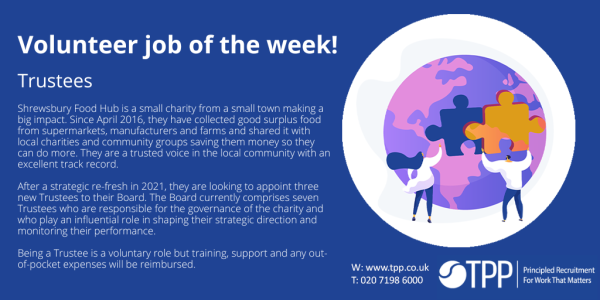 Volunteer job of the week!
Trustees
Shrewsbury Food Hub is a small charity from a small town making a
big impact. Since April 2016, they have collected good surplus food
from supermarkets, manufacturers and farms and shared it with
local charities and community groups saving them money so they
can do more. They are a trusted voice in the local community with an
excellent track record.
After a strategic re-fresh in 2021, they are looking to appoint three
new Trustees to their Board. The Board currently comprises seven
Trustees who are responsible for the governance of the charity and
who play an influential role in shaping their strategic direction and
monitoring their performance.
Being a Trustee is a voluntary role but training, support and any out-
of-pocket expenses will be reimbursed.
W: www.tpp.co.uk
T: 020 7198 6000
TPP
Principled Recruitment
For Work That Matters